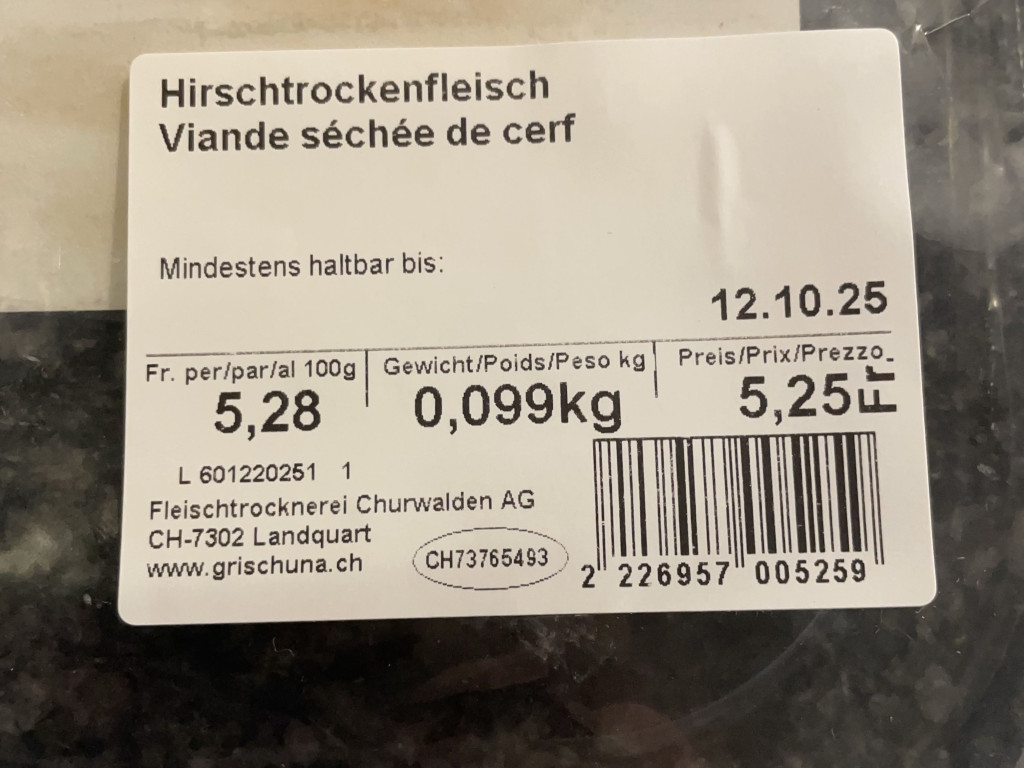 Hirschtrockenfleisch
Viande séchée de cerf
Mindestens haltbar bis:
12.10.25
Fr. per/par/al 100g Gewicht/Poids/Peso kg Preis/Prix/Prezzo
5,28 0,099kg 5,25 Fr
L 601220251 1
Fleischtrocknerei Churwalden AG
CH-7302 Landquart
www.grischuna.ch
CH73765493
2 226957 005259